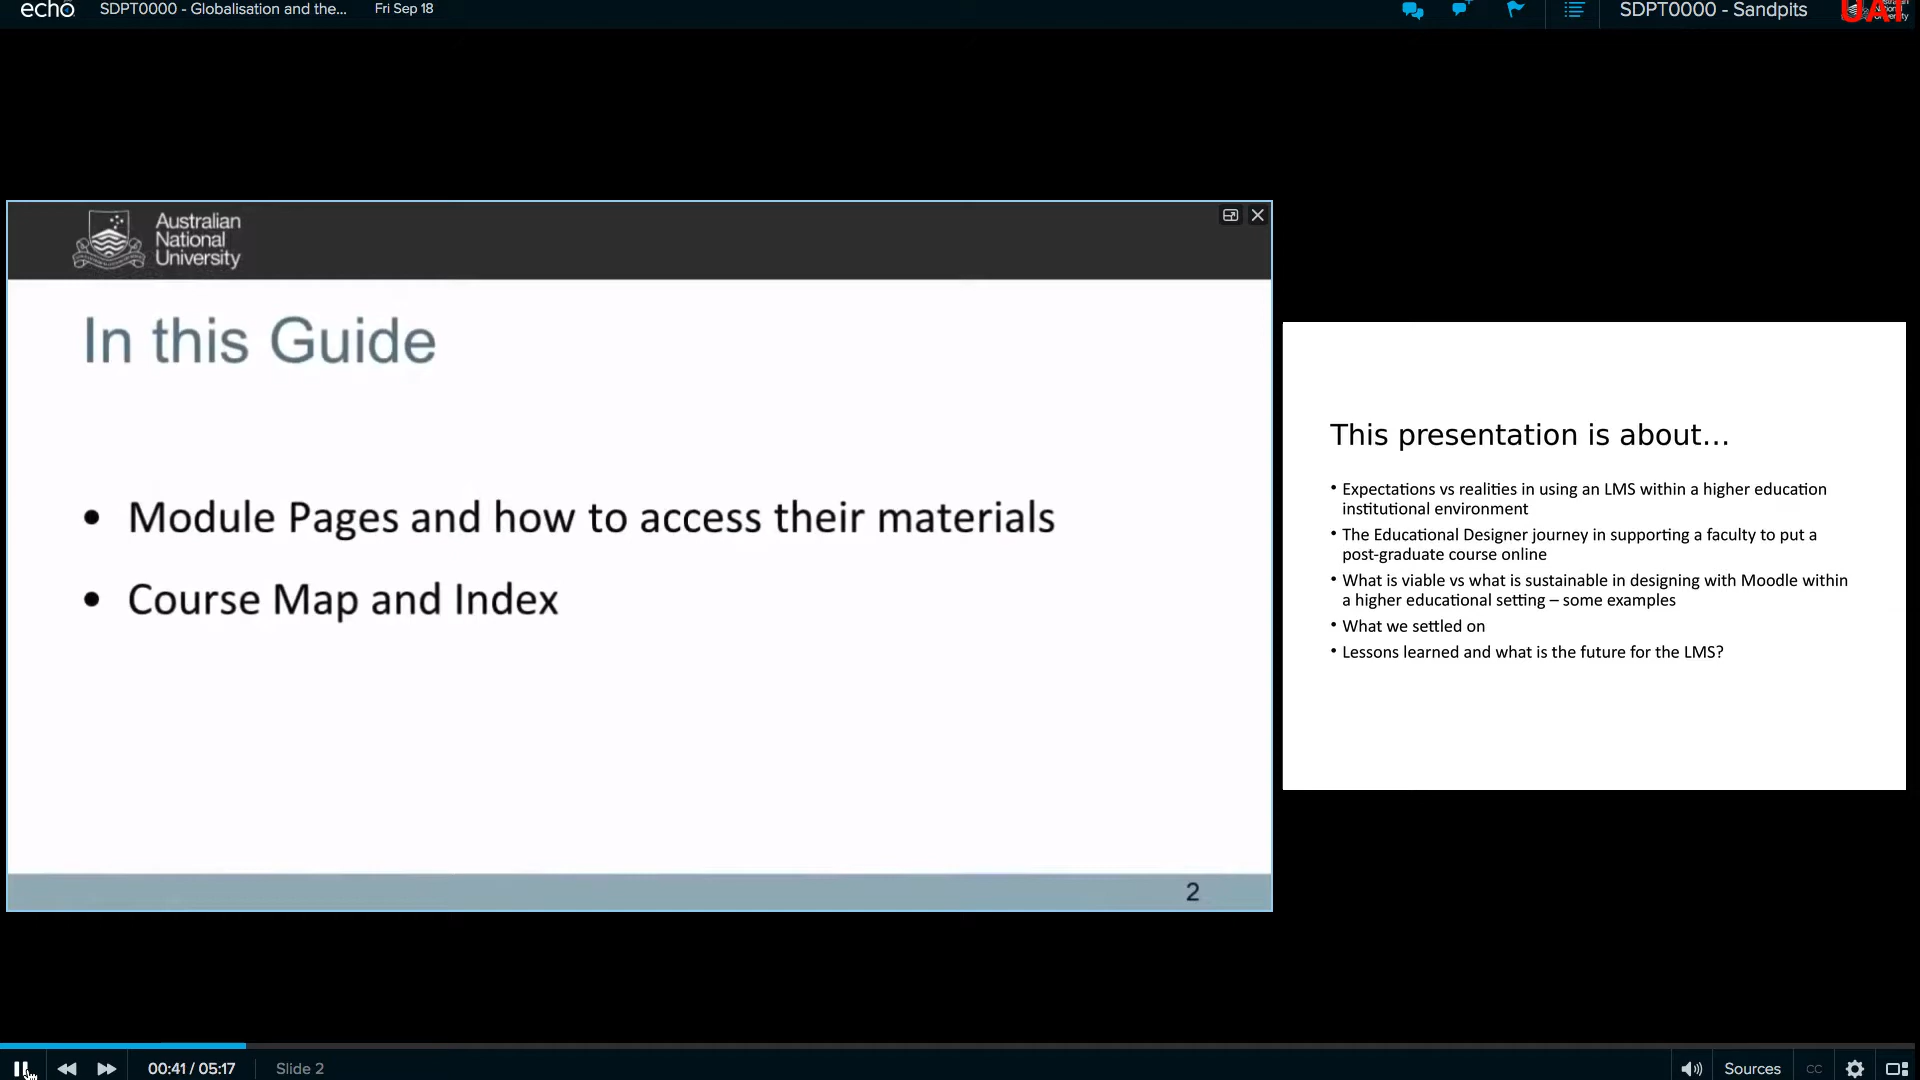 echo
SDPT0000 - Globalisation and the...
Fri Sep 18
SDPT0000 - Sandpits
UAT
Australian
National
University
In this Guide
• Module Pages and how to access their materials
• Course Map and Index
2
This presentation is about...
• Expectations vs realities in using an LMS within a higher education
institutional environment
• The Educational Designer journey in supporting a faculty to put a
post-graduate course online
• What is viable vs what is sustainable in designing with Moodle within
a higher educational setting – some examples
• What we settled on
• Lessons learned and what is the future for the LMS?
00:41 / 05:17
Slide 2
Sources
CC